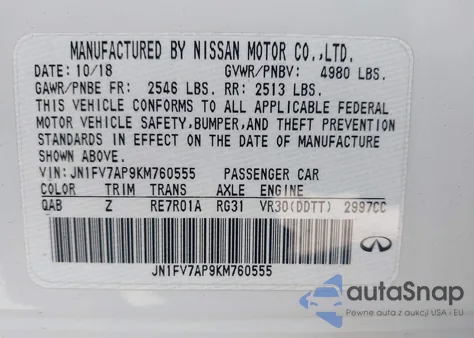 MANUFACTURED BY NISSAN MOTOR CO.,LTD.
DATE: 10/18 GVWR/PNBV: 4980 LBS.
GAWR/PNBE FR: 2546 LBS. RR: 2513 LBS.
THIS VEHICLE CONFORMS TO ALL APPLICABLE FEDERAL
MOTOR VEHICLE SAFETY,BUMPER,AND THEFT PREVENTION
STANDARDS IN EFFECT ON THE DATE OF MANUFACTURE
SHOWN ABOVE.
VIN: JN1FV7AP9KM760555 PASSENGER CAR
COLOR TRIM TRANS AXLE ENGINE
QAB Z RE7R01A RG31 VR30(DDTT) 2997CC
JN1FV7AP9KM760555
autoSnap
Pewne auta z aukcji USA - EU